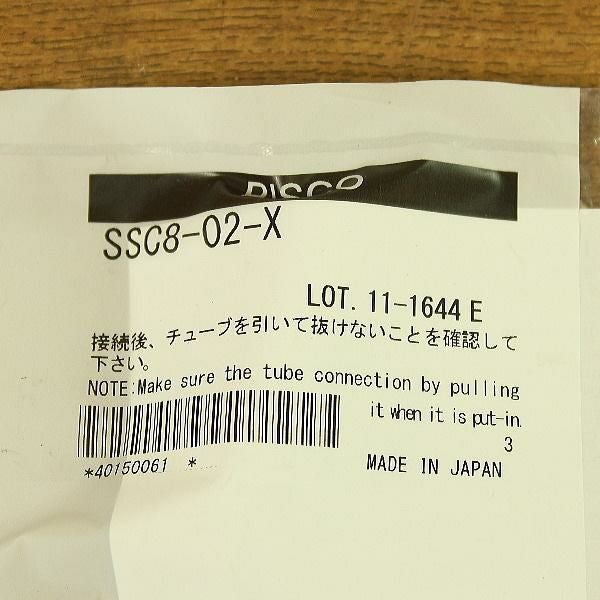 PISCO
SSC8-02-X
LOT. 11-1644 E
接続後、チューブを引いて抜けないことを確認して
下さい。
NOTE:Make sure the tube connection by pulling
it when it is put-in.
3
*40150061 *
MADE IN JAPAN